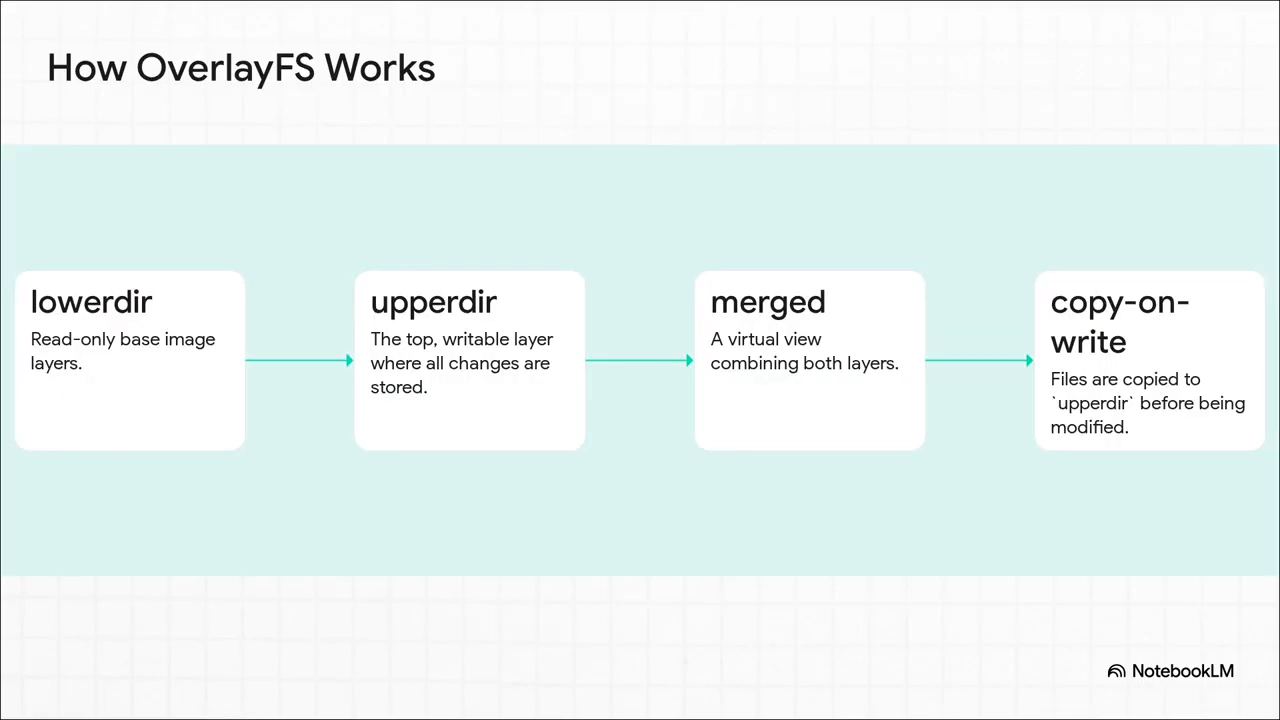 How OverlayFS Works
lowerdir
Read-only base image
layers.
upperdir
The top, writable layer
where all changes are
stored.
merged
A virtual view
combining both layers.
copy-on-
write
Files are copied to
`upperdir` before being
modified.
NotebookLM